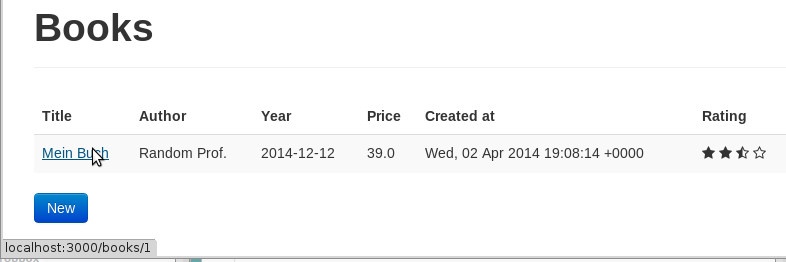 Books
Title Author Year Price Created at Rating
Mein Buch Random Prof. 2014-12-12 39.0 Wed, 02 Apr 2014 19:08:14 +0000
New
localhost:3000/books/1